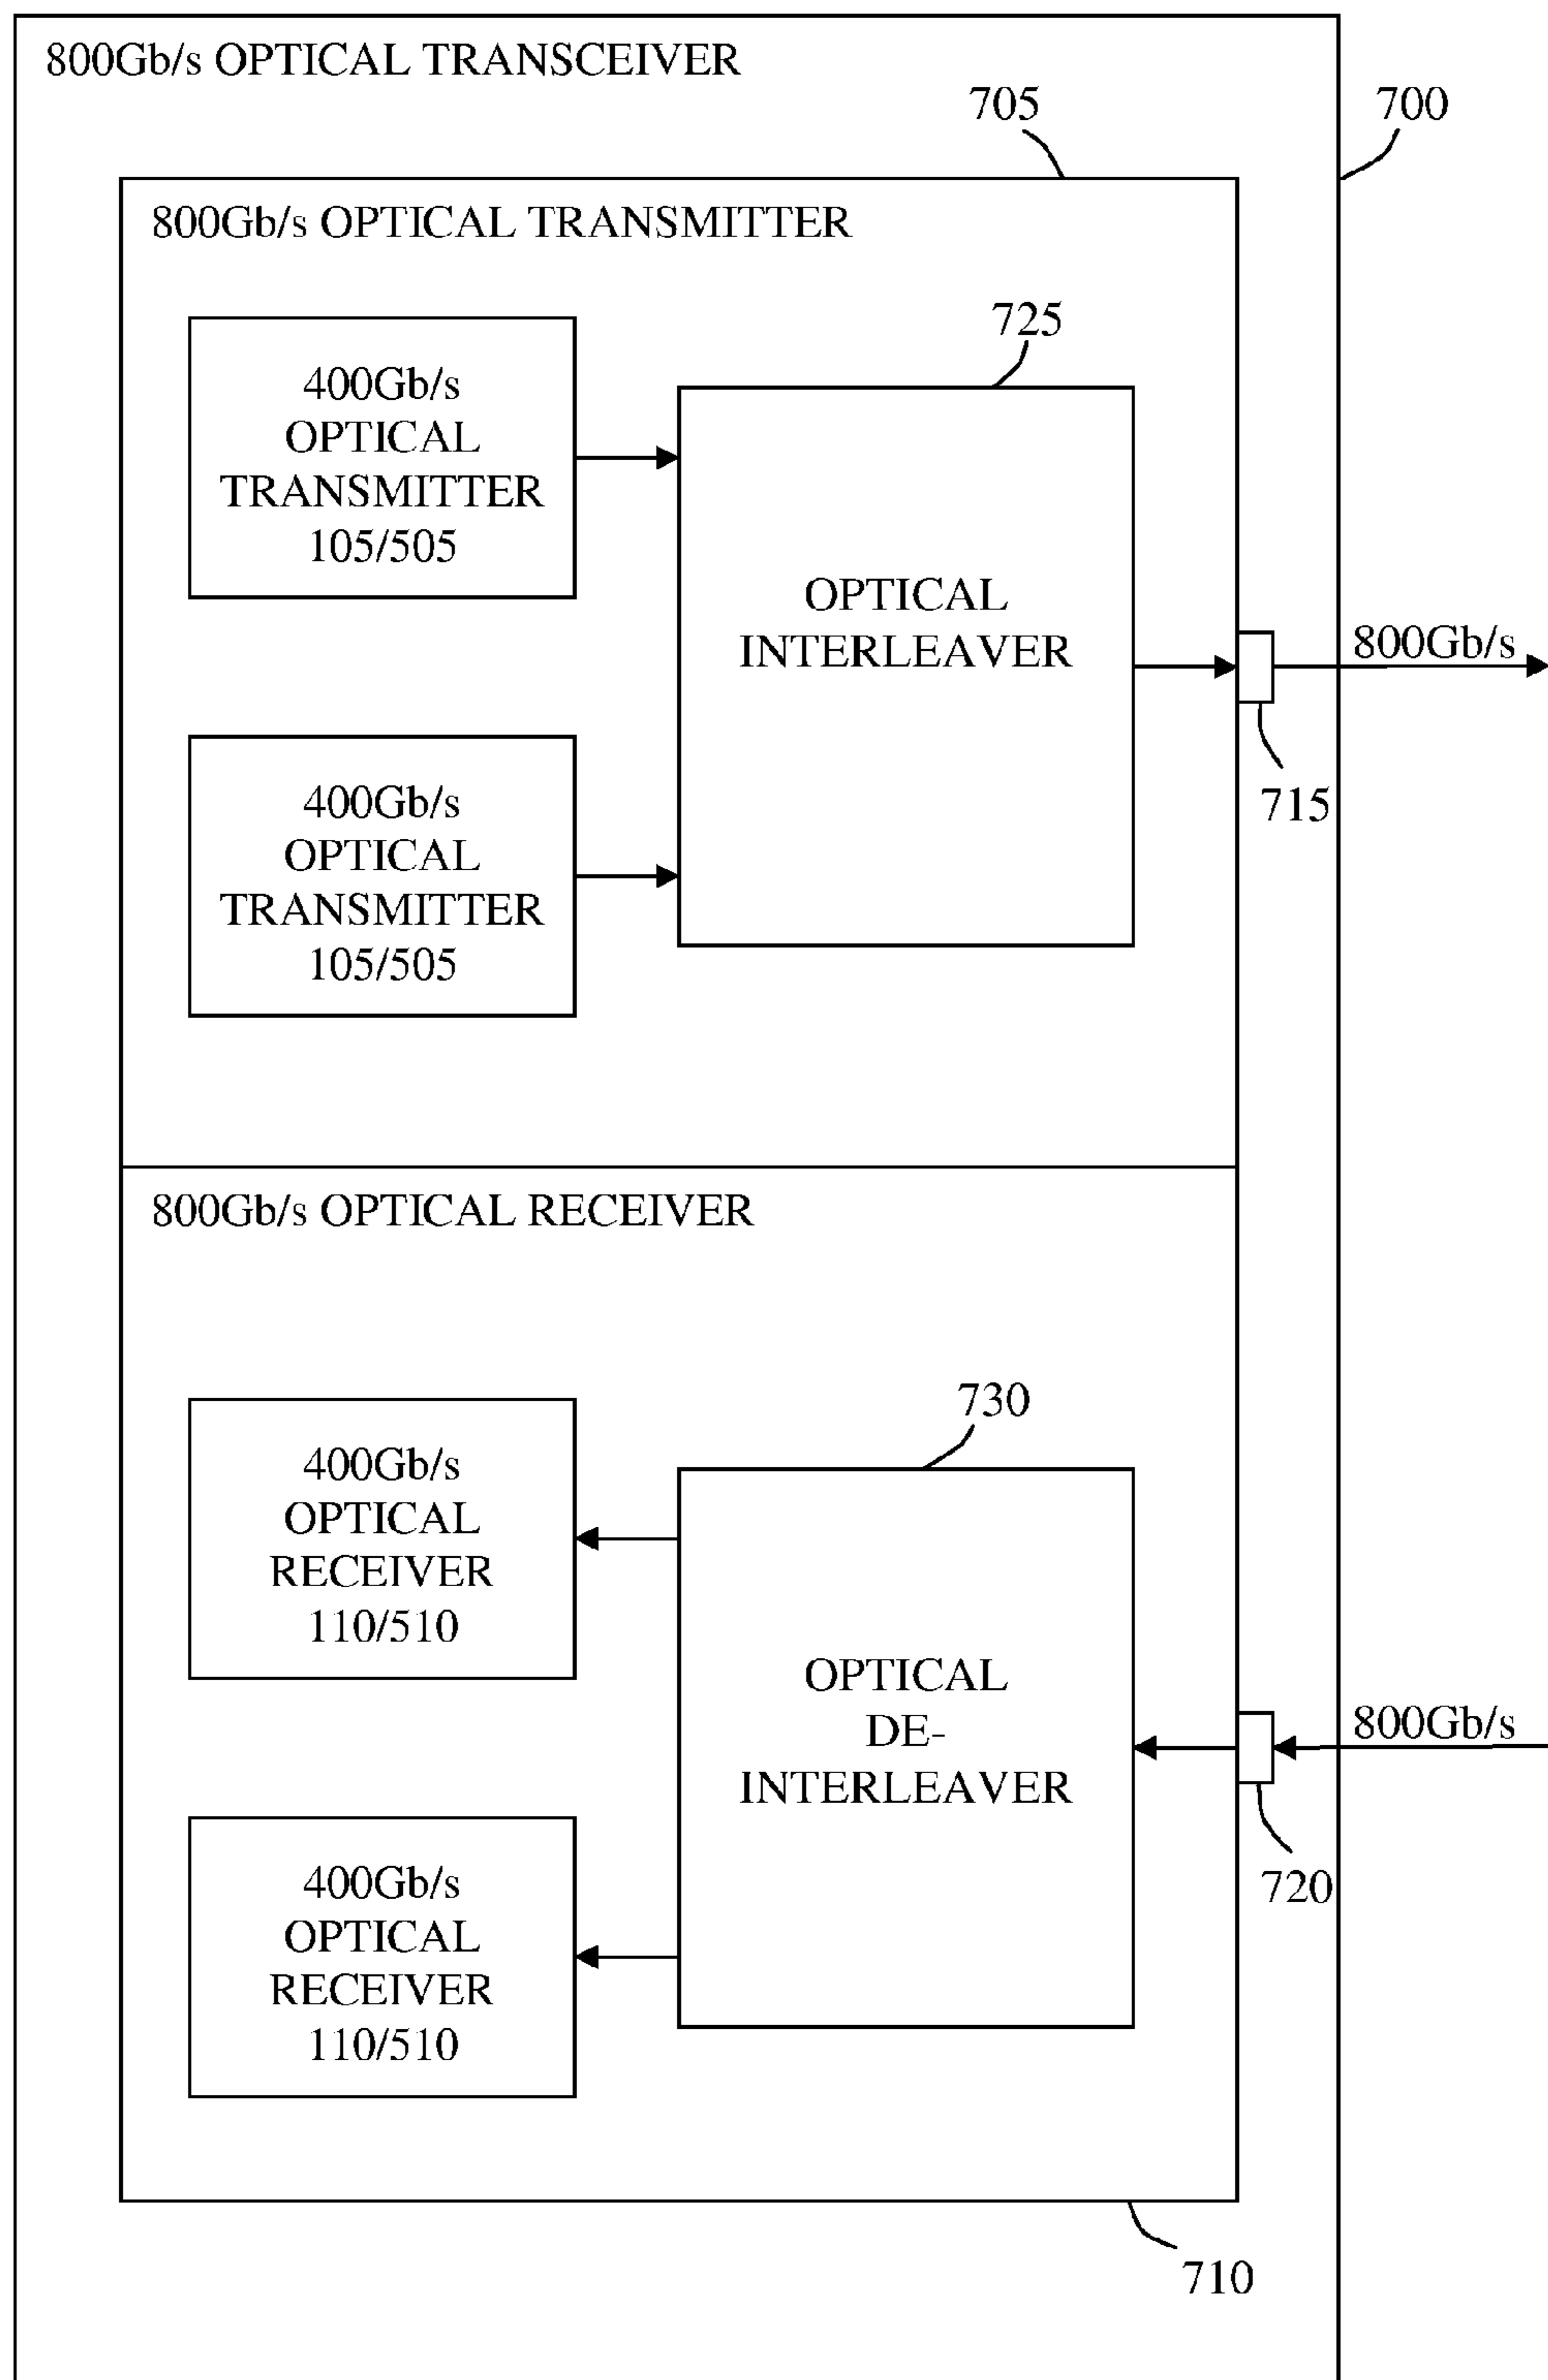 800Gb/s OPTICAL TRANSCEIVER
705
700
800Gb/s OPTICAL TRANSMITTER
725
400Gb/s
OPTICAL
TRANSMITTER
105/505
OPTICAL
INTERLEAVER
800Gb/s
715
400Gb/s
OPTICAL
TRANSMITTER
105/505
800Gb/s OPTICAL RECEIVER
730
400Gb/s
OPTICAL
RECEIVER
110/510
OPTICAL
DE-
INTERLEAVER
800Gb/s
720
400Gb/s
OPTICAL
RECEIVER
110/510
710